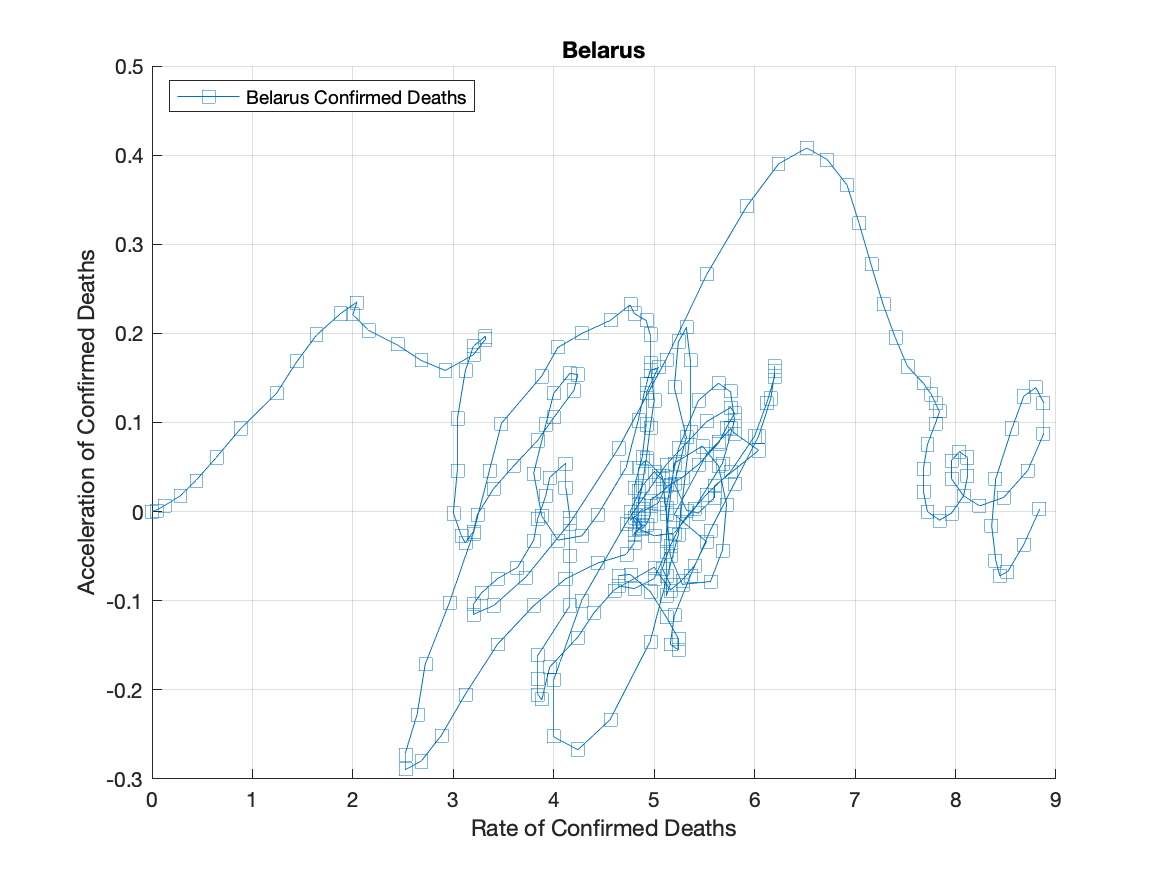 Belarus
Belarus Confirmed Deaths
Acceleration of Confirmed Deaths
0.5
0.4
0.3
0.2
0.1
0
-0.1
-0.2
-0.3
0 1 2 3 4 5 6 7 8 9
Rate of Confirmed Deaths